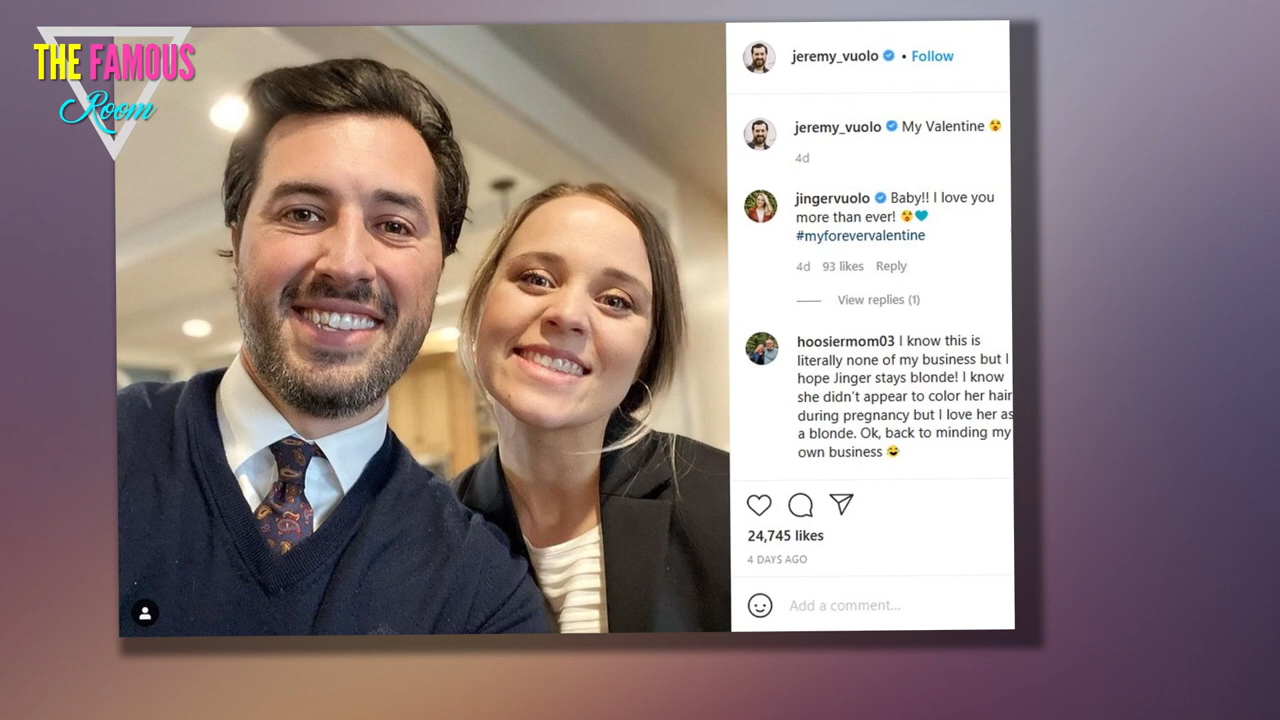 THE FAMOUS
Room
jeremy_vuolo • Follow
jeremy_vuolo My Valentine 😚
4d
jingervuolo Baby!! I love you
more than ever! 😚💙
#myforevervalentine
4d 93 likes Reply
View replies (1)
hoosiermom03 I know this is
literally none of my business but I
hope Jinger stays blonde! I know
she didn't appear to color her hair
during pregnancy but I love her as
a blonde. Ok, back to minding my
own business 😂
24,745 likes
4 DAYS AGO
Add a comment...